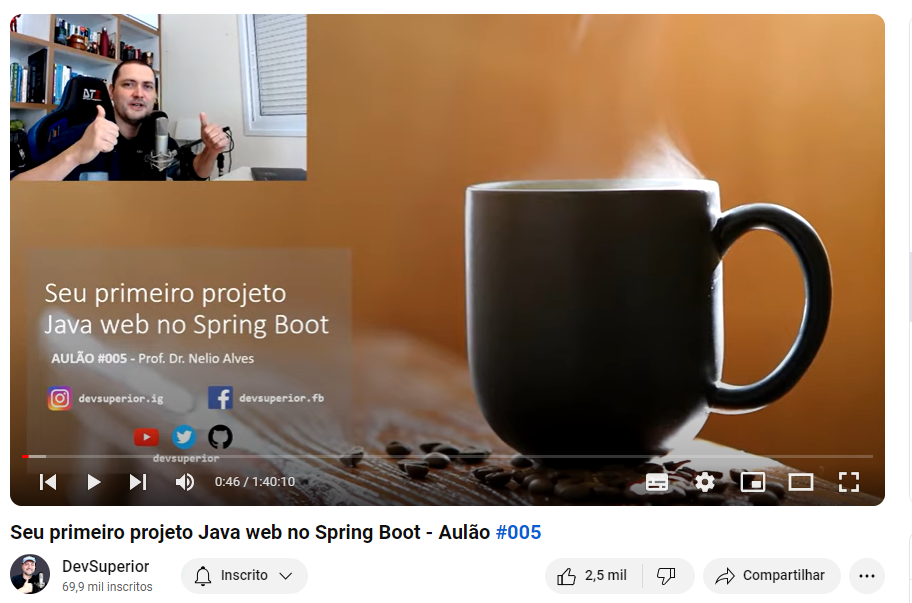 Seu primeiro projeto
Java web no Spring Boot
AULÃO #005 - Prof. Dr. Nelio Alves
devsuperior.ig
devsuperior.fb
devsuperior
0:46 / 1:40:10
Seu primeiro projeto Java web no Spring Boot - Aulão #005
DevSuperior
69,9 mil inscritos
Inscrito
2,5 mil
Compartilhar